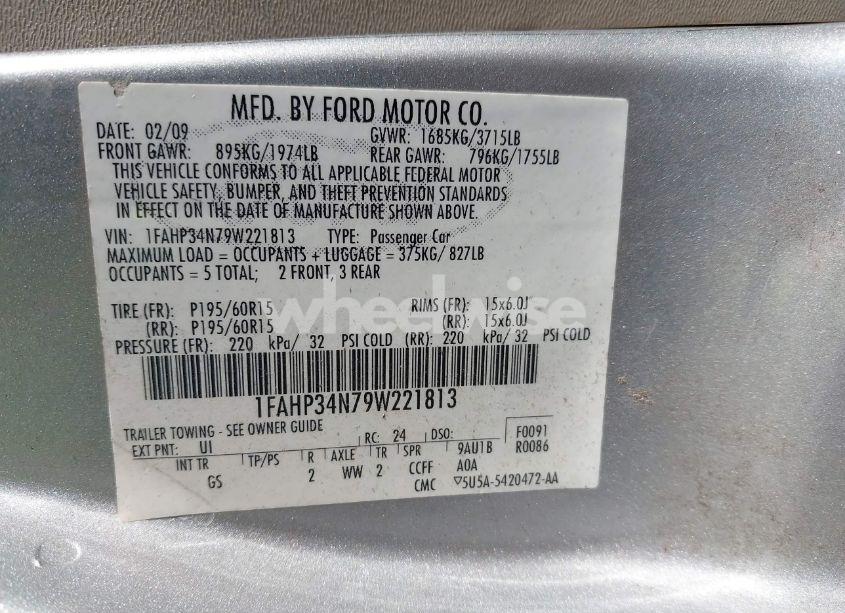 MFD. BY FORD MOTOR CO.
DATE: 02/09 GVWR: 1685KG/3715LB
FRONT GAWR: 895KG/1974LB REAR GAWR: 796KG/1755LB
THIS VEHICLE CONFORMS TO ALL APPLICABLE FEDERAL MOTOR
VEHICLE SAFETY, BUMPER, AND THEFT PREVENTION STANDARDS
IN EFFECT ON THE DATE OF MANUFACTURE SHOWN ABOVE.
VIN: 1FAHP34N79W221813 TYPE: Passenger Car
MAXIMUM LOAD = OCCUPANTS + LUGGAGE = 375KG/ 827LB
OCCUPANTS = 5 TOTAL; 2 FRONT, 3 REAR
wheelwise
TIRE (FR): P195/60R15 RIMS (FR): 15x6.0J
(RR): P195/60R15 (RR): 15x6.0J
PRESSURE (FR): 220 kPa/ 32 PSI COLD (RR): 220 kPa/ 32 PSI COLD
1FAHP34N79W221813
TRAILER TOWING - SEE OWNER GUIDE
EXT PNT: UI RC: 24 DSO: 9AU1B F0091
R0086
INT TR TP/PS R AXLE TR SPR
GS 2 WW 2 CCFF A0A
CMC ▽5U5A-5420472-AA